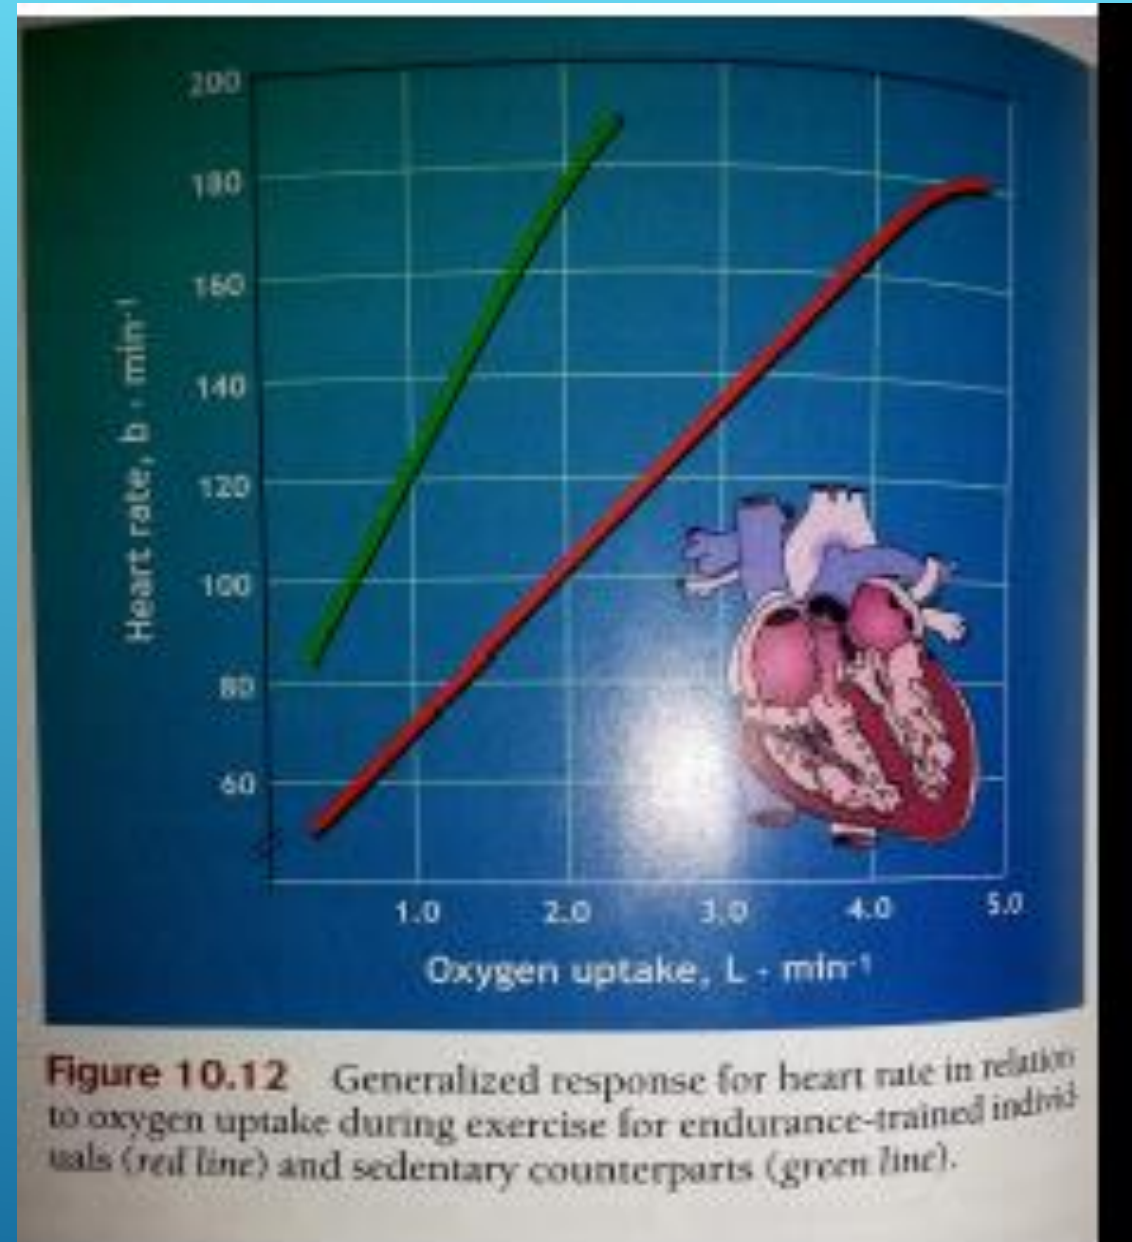 200
180
160
140
120
100
80
60
Heart rate, b · min-1
1.0 2.0 3.0 4.0 5.0
Oxygen uptake, L · min-1
Figure 10.12 Generalized response for heart rate in relation
to oxygen uptake during exercise for endurance-trained individ-
uals (red line) and sedentary counterparts (green line).